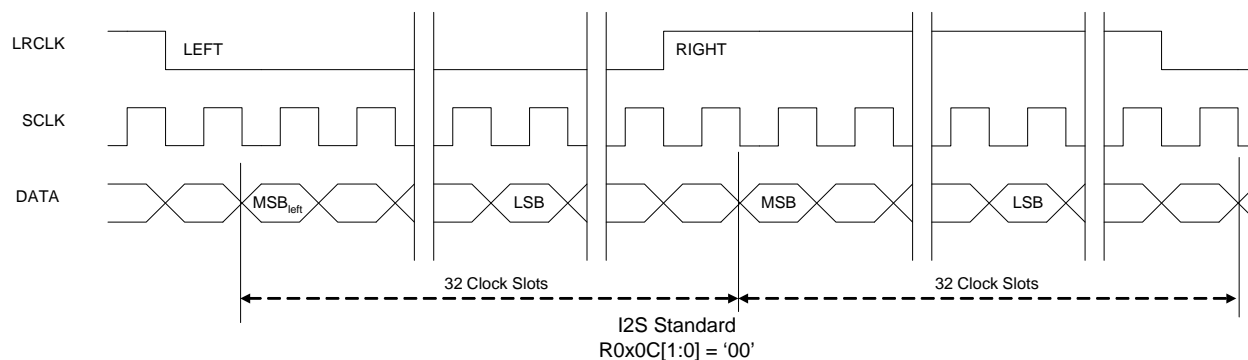 LRCLK
LEFT
RIGHT
SCLK
DATA
MSBleft
LSB
MSB
LSB
32 Clock Slots
32 Clock Slots
I2S Standard
R0x0C[1:0] = ‘00’